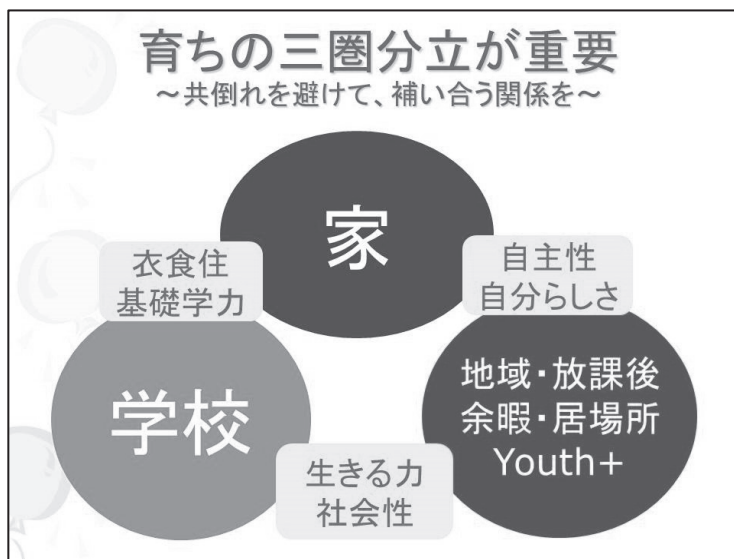 育ちの三圏分立が重要
~共倒れを避けて、補い合う関係を~
家
衣食住
基礎学力
自主性
自分らしさ
学校
地域・放課後
余暇・居場所
Youth+
生きる力
社会性